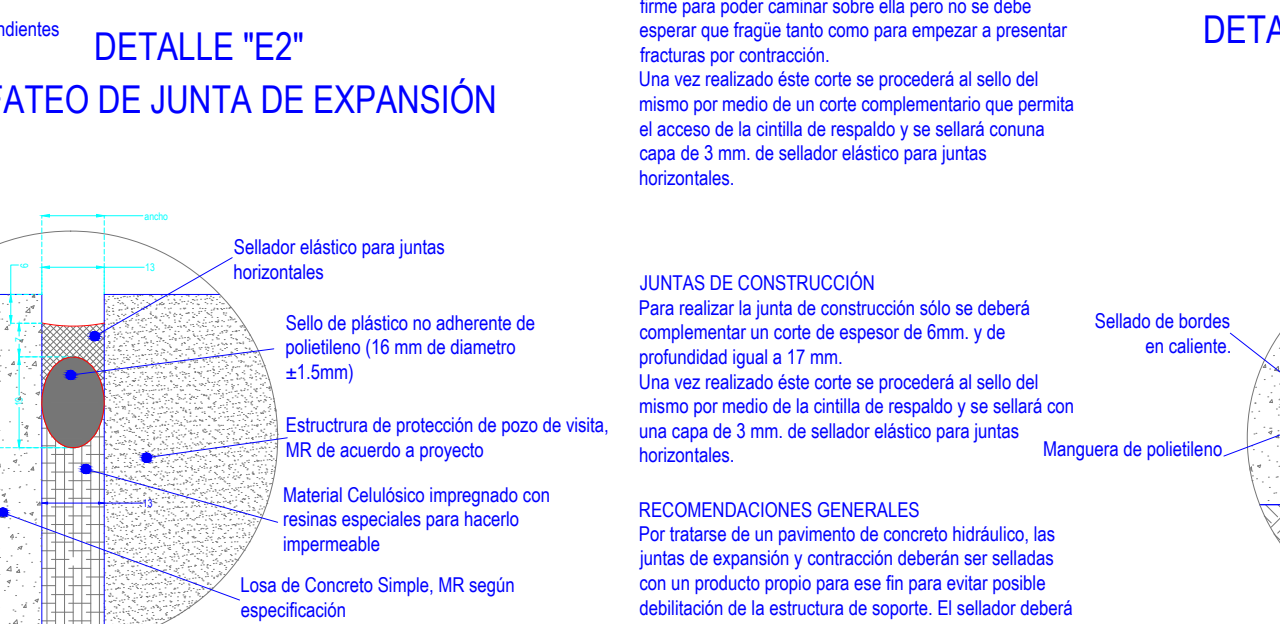 ndientes
DETALLE "E2"
FATEO DE JUNTA DE EXPANSIÓN
ancho
13
Sellador elástico para juntas
horizontales
Sello de plástico no adherente de
polietileno (16 mm de diametro
±1.5mm)
Estructrura de protección de pozo de visita,
MR de acuerdo a proyecto
13
Material Celulósico impregnado con
resinas especiales para hacerlo
impermeable
Losa de Concreto Simple, MR según
especificación
firme para poder caminar sobre ella pero no se debe
esperar que fragüe tanto como para empezar a presentar
fracturas por contracción.
Una vez realizado éste corte se procederá al sello del
mismo por medio de un corte complementario que permita
el acceso de la cintilla de respaldo y se sellará conuna
capa de 3 mm. de sellador elástico para juntas
horizontales.
JUNTAS DE CONSTRUCCIÓN
Para realizar la junta de construcción sólo se deberá
complementar un corte de espesor de 6mm. y de
profundidad igual a 17 mm.
Una vez realizado éste corte se procederá al sello del
mismo por medio de la cintilla de respaldo y se sellará con
una capa de 3 mm. de sellador elástico para juntas
horizontales.
RECOMENDACIONES GENERALES
Por tratarse de un pavimento de concreto hidráulico, las
juntas de expansión y contracción deberán ser selladas
con un producto propio para ese fin para evitar posible
debilitación de la estructura de soporte. El sellador deberá
DETA
Sellado de bordes
en caliente.
Manguera de polietileno